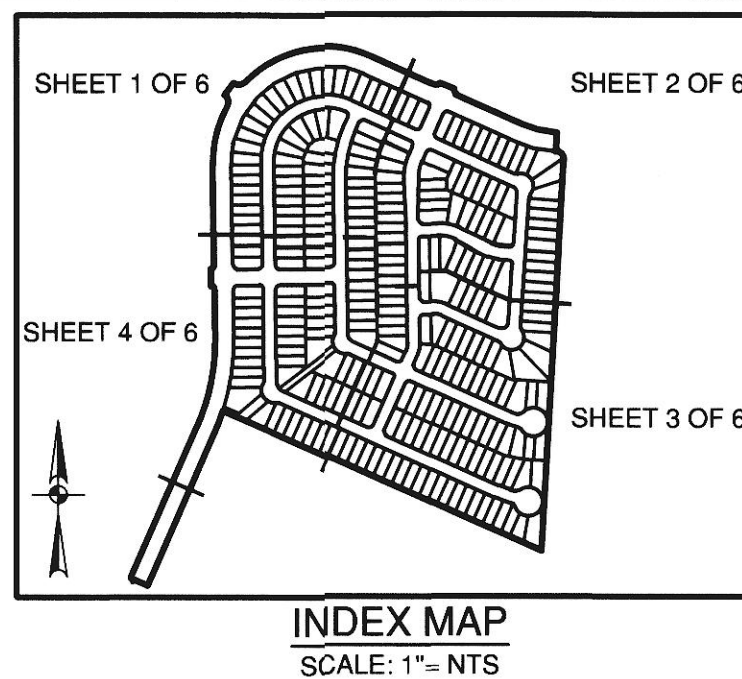 SHEET 1 OF 6
SHEET 2 OF 6
SHEET 4 OF 6
SHEET 3 OF 6
INDEX MAP
SCALE: 1"= NTS